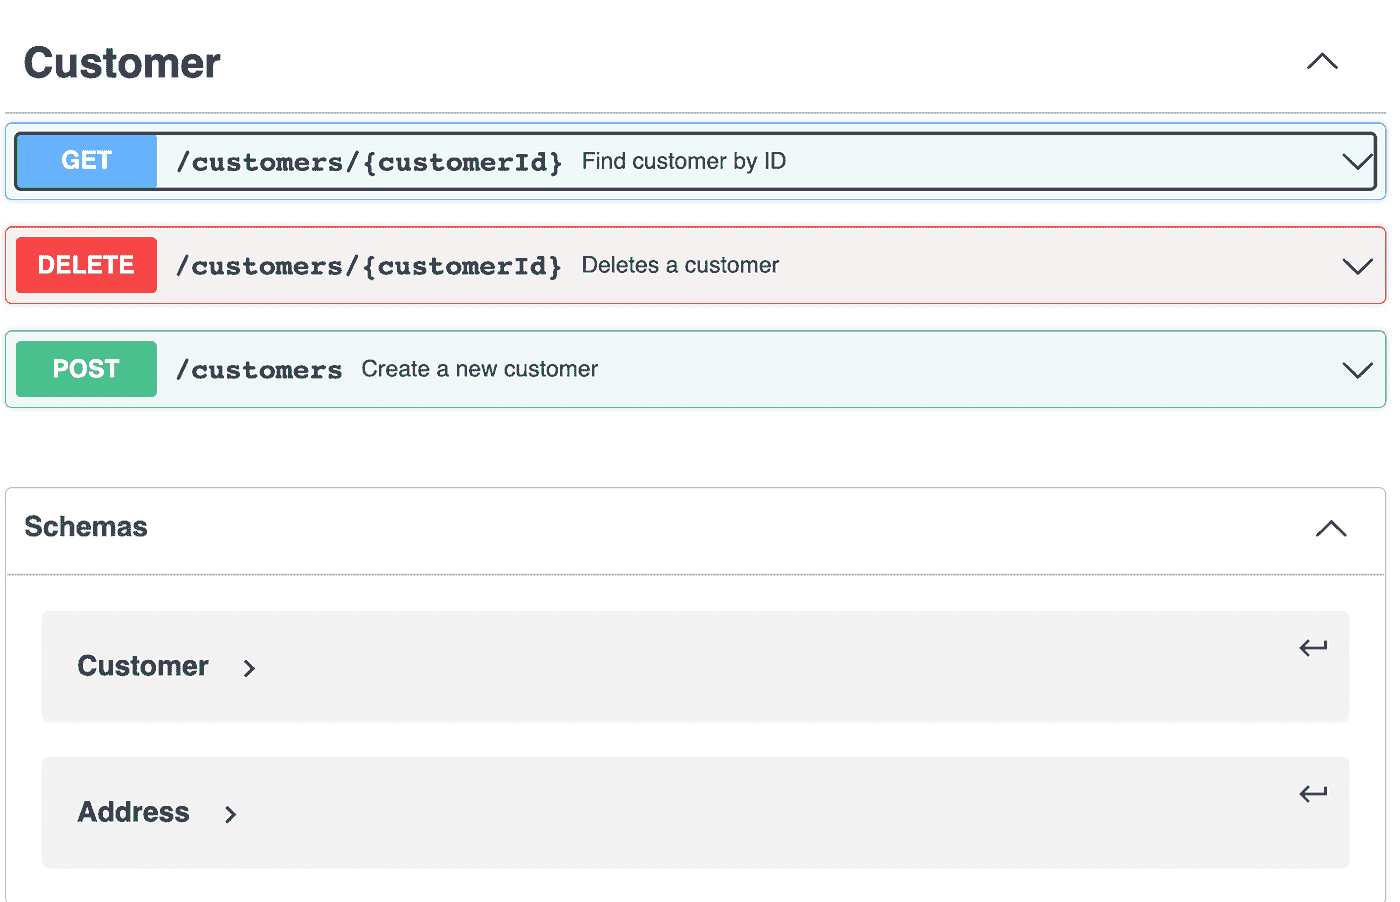 Customer
GET /customers/{customerId} Find customer by ID
DELETE /customers/{customerId} Deletes a customer
POST /customers Create a new customer
Schemas
Customer
Address